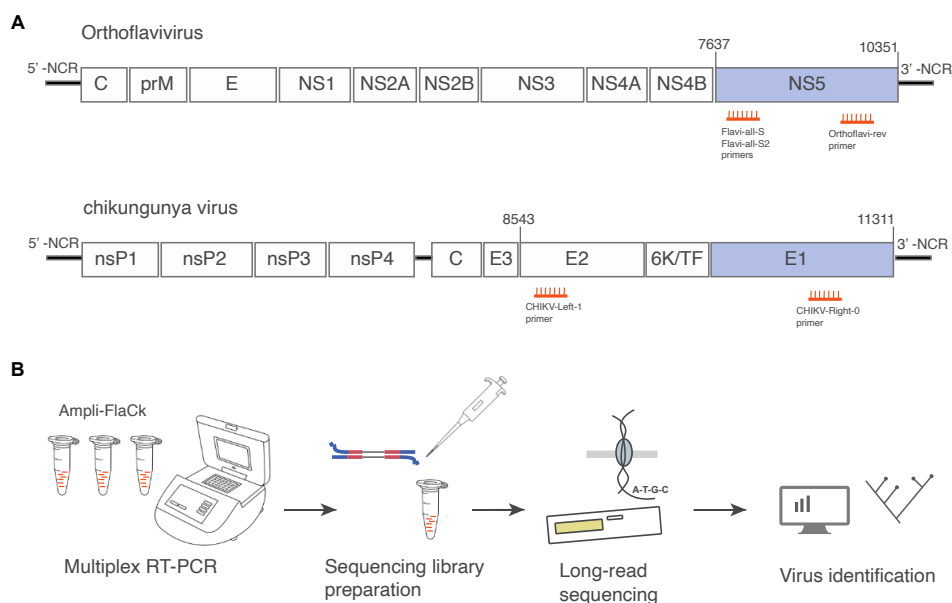 A
Orthoflavivirus
7637
10351
5' -NCR
C
prM
E
NS1
NS2A
NS2B
NS3
NS4A
NS4B
NS5
3' -NCR
Flavi-all-S
Flavi-all-S2
primers
Orthoflavi-rev
primer
chikungunya virus
8543
11311
5' -NCR
nsP1
nsP2
nsP3
nsP4
C
E3
E2
6K/TF
E1
3' -NCR
CHIKV-Left-1
primer
CHIKV-Right-0
primer
B
Ampli-FlaCk
A-T-G-C
Multiplex RT-PCR
Sequencing library
preparation
Long-read
sequencing
Virus identification